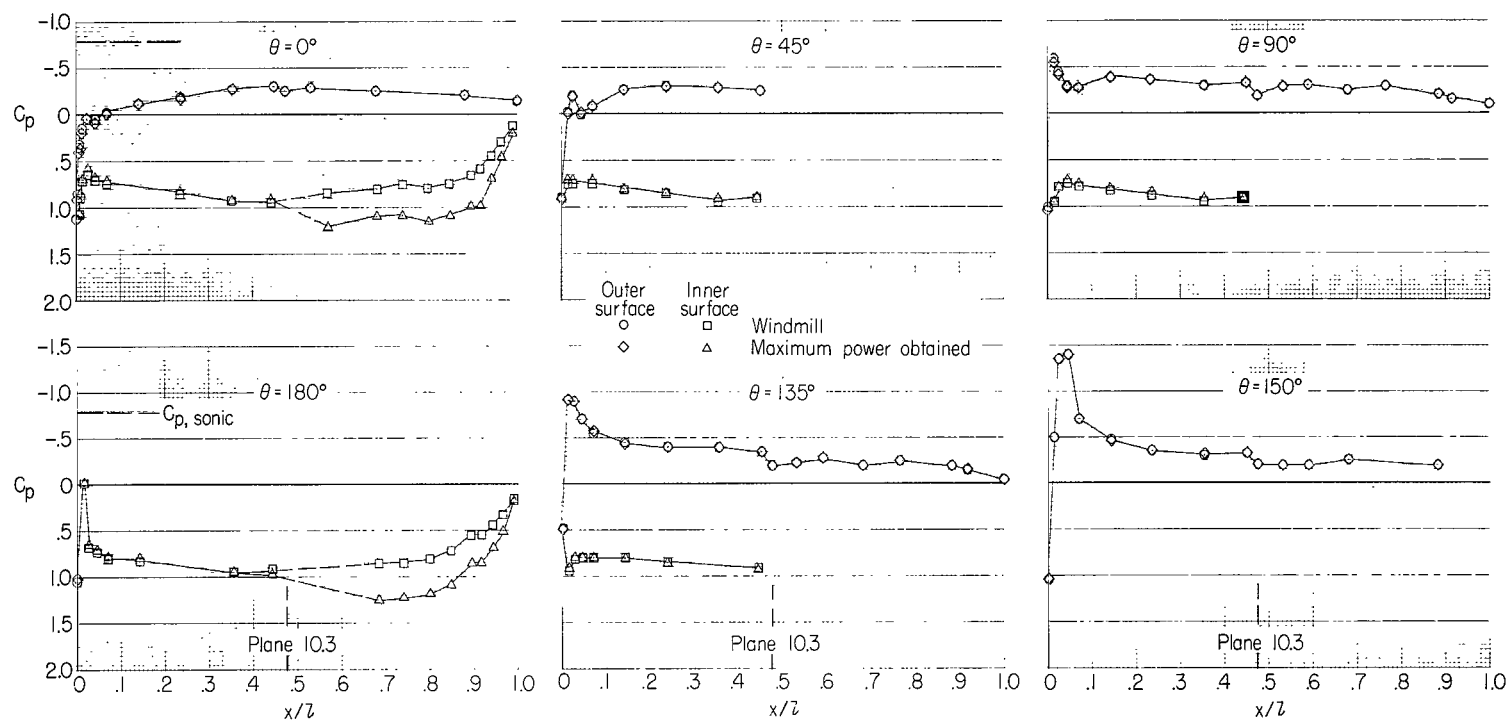 -1.0
-.5
0
.5
1.0
1.5
2.0
Cp
θ = 0°
θ = 45°
θ = 90°
Outer surface
Inner surface
Windmill
Maximum power obtained
-1.5
-1.0
-.5
0
.5
1.0
1.5
2.0
Cp
θ = 180°
Cp, sonic
Plane 10.3
θ = 135°
Plane 10.3
θ = 150°
Plane 10.3
0 .1 .2 .3 .4 .5 .6 .7 .8 .9 1.0
x/l
0 .1 .2 .3 .4 .5 .6 .7 .8 .9 1.0
x/l
0 .1 .2 .3 .4 .5 .6 .7 .8 .9 1.0
x/l